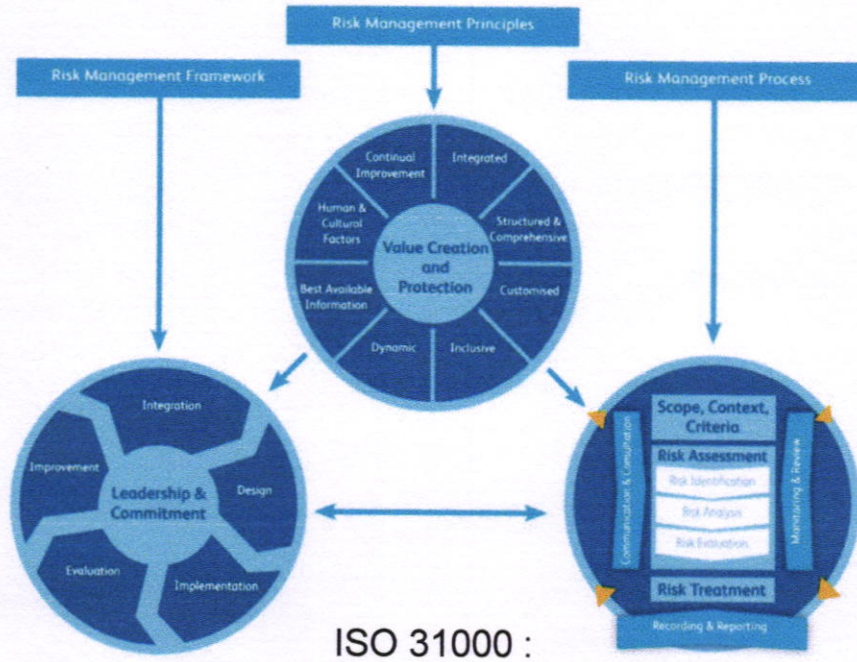 Risk Management Principles
Risk Management Framework
Risk Management Process
Continual
Improvement
Integrated
Human &
Cultural
Factors
Structured &
Comprehensive
Value Creation
and
Protection
Best Available
Information
Customised
Dynamic
Inclusive
Integration
Improvement
Design
Leadership &
Commitment
Evaluation
Implementation
Scope, Context,
Criteria
Risk Assessment
Risk Identification
Risk Analysis
Risk Evaluation
Communication & Consultation
Monitoring & Review
Risk Treatment
Recording & Reporting
ISO 31000 :